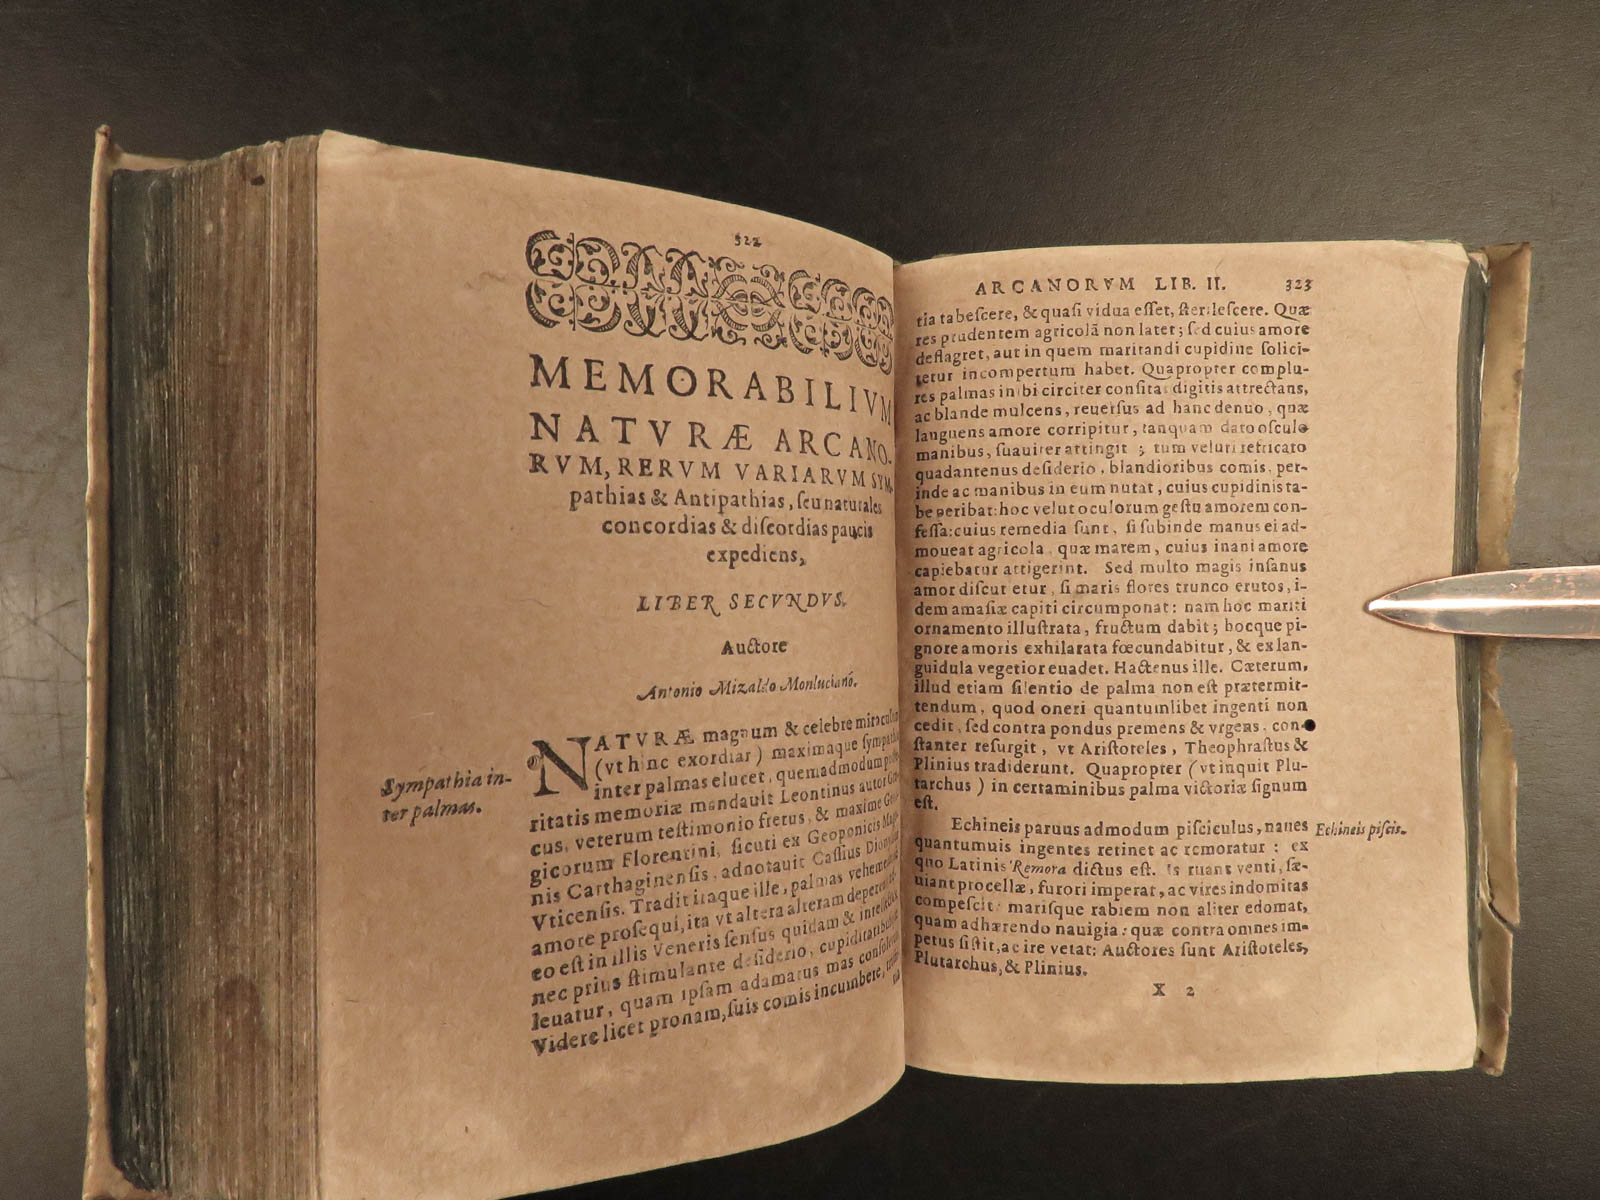 322
MEMORABILIVM
NATVRÆ ARCANO-
RVM, RERVM VARIARVM SYM-
pathias & Antipathias, seu naturales
concordias & discordias paucis
expediens,
LIBER SECVNDVS.
Auctore
Antonio Mizaldo Monluciano.
Sympathia in-
ter palmas.
NATVRÆ magnum & celebre miraculum
(vt hinc exordiar) maximaque sympathia
inter palmas elucet, quemadmodum
ritatis memoriæ mandauit Leontinus autor
cus, veterum testimonio fretus, & maxime
gicorum Florentini, sicuti ex Geoponicis
nis Carthaginensis, adnotauit Cassius Dionysius
Vticensis. Tradit itaque ille, palmas vehementi
amore prosequi, ita vt altera alteram
eo est in illis Veneris sensus quidam &
nec prius stimulante desiderio, cupiditatibus
leuatur, quam ipsam adamatus mas
Videre licet pronam, suis comis incumbere,
ARCANORVM LIB. II. 323
tia tabescere, & quasi vidua esset, sterilescere. Quæ
res prudentem agricolã non latet; sed cuius amore
deflagret, aut in quem maritandi cupidine solici-
tetur incompertum habet. Quapropter complu-
res palmas inibi circiter consitas digitis attrectans,
ac blande mulcens, reuersus ad hanc denuo, quæ
languens amore corripitur, tanquam dato osculo
manibus, suauiter attingit; tum veluti refricato
quadantenus desiderio, blandioribus comis, per-
inde ac manibus in eum nutat, cuius cupidinis ta-
be peribat: hoc velut oculorum gestu amorem con-
fessa: cuius remedia sunt, si subinde manus ei ad-
moueat agricola, quæ marem, cuius inani amore
capiebatur attigerint. Sed multo magis insanus
amor discutietur, si maris flores trunco erutos, i-
dem amasiæ capiti circumponat: nam hoc mariti
ornamento illustrata, fructum dabit; hocque pi-
gnore amoris exhilarata fœcundabitur, & ex lan-
guidula vegetior euadet. Hactenus ille. Cæterum,
illud etiam silentio de palma non est prætermit-
tendum, quod oneri quantumlibet ingenti non
cedit, sed contra pondus premens & vrgens, con-
stanter resurgit, vt Aristoteles, Theophrastus &
Plinius tradiderunt. Quapropter (vt inquit Plu-
tarchus) in certaminibus palma victoriæ signum
est.
Echineis paruus admodum pisciculus, naues
Echineis piscis.
quantumuis ingentes retinet ac remoratur: ex
quo Latinis Remora dictus est. Is ruant venti, sæ-
uiant procellæ, furori imperat, ac vires indomitas
compescit: marisque rabiem non aliter edomat,
quam adhærendo nauigia: quæ contra omnes im-
petus sistit, ac ire vetat: Auctores sunt Aristoteles,
Plutarchus, & Plinius.
X 2